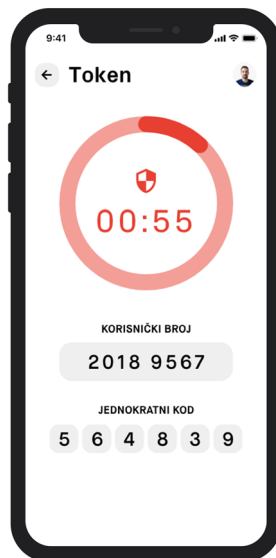 9:41
Token
00:55
KORISNIČKI BROJ
2018 9567
JEDNOKRATNI KOD
5 6 4 8 3 9